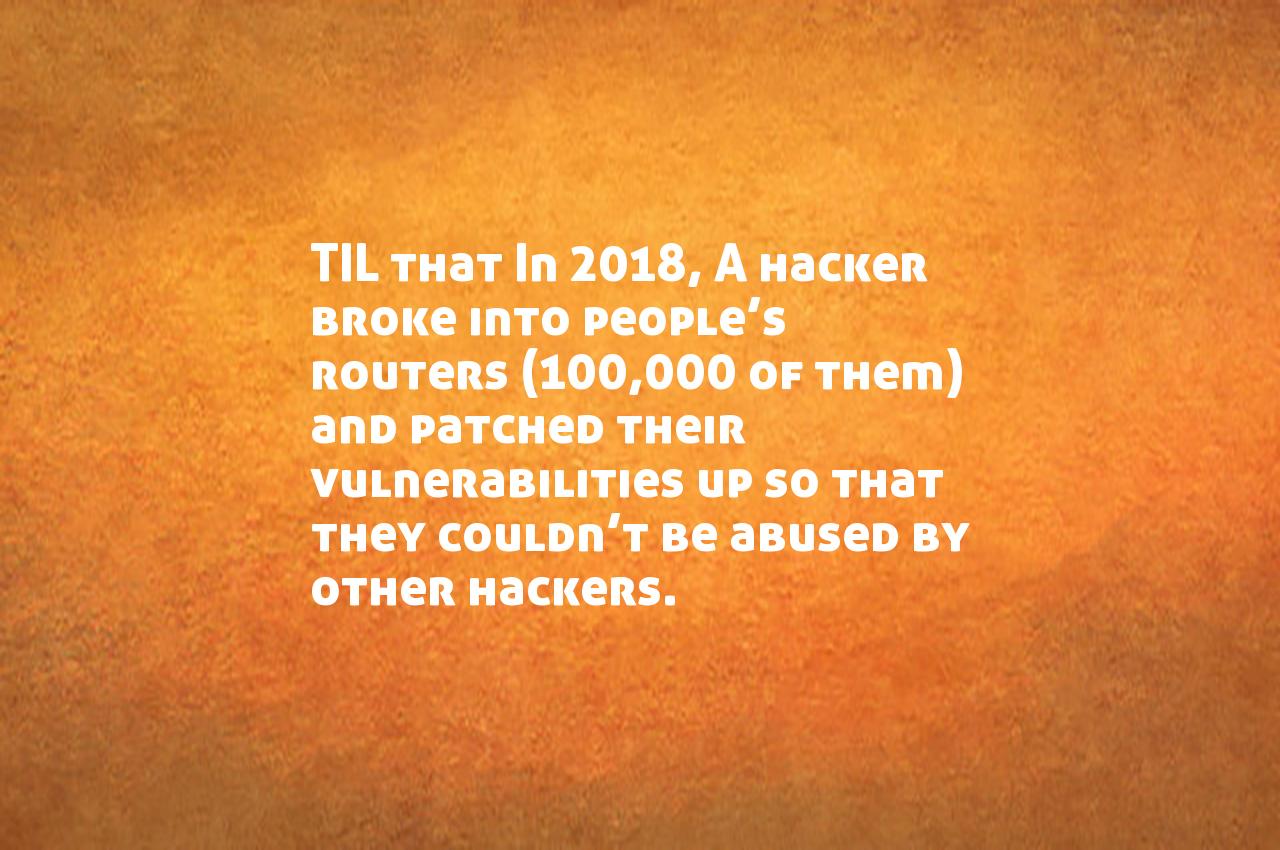 TIL that In 2018, A hacker
broke into people's
routers (100,000 of them)
and patched their
vulnerabilities up so that
they couldn't be abused by
other hackers.